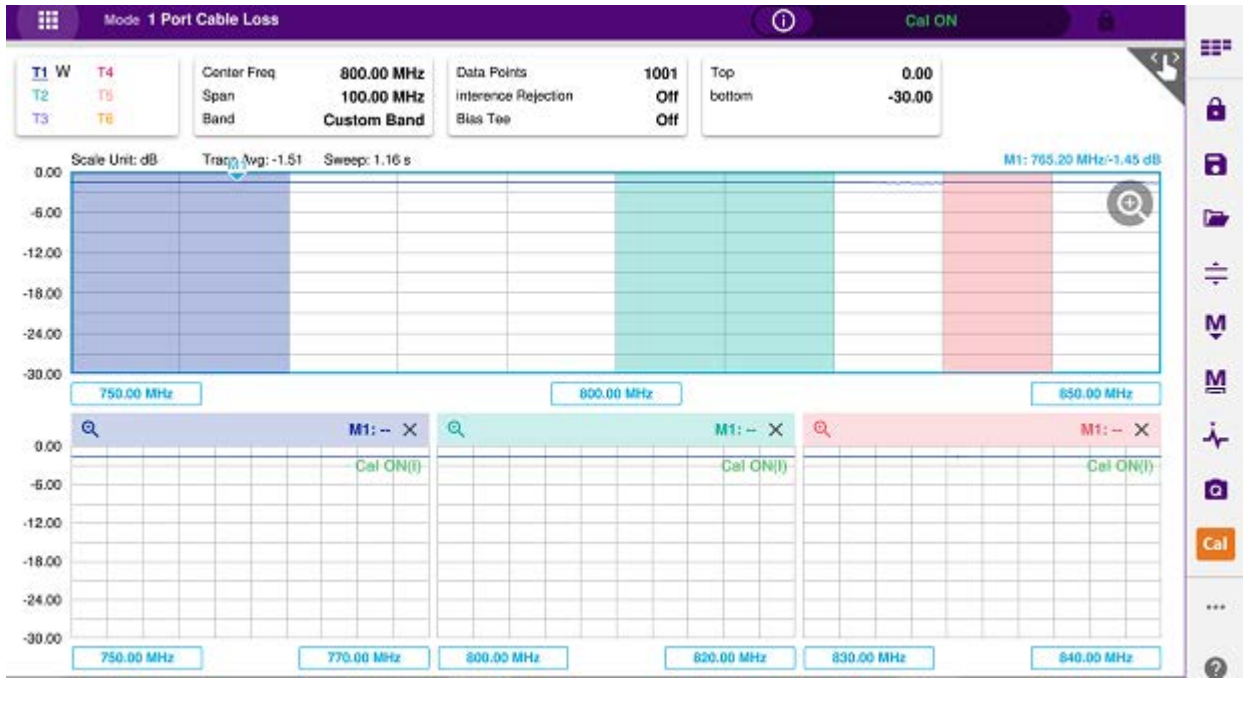 Mode 1 Port Cable Loss
Cal ON
T1 W T4
T2 T5
T3 T6
Center Freq 800.00 MHz
Span 100.00 MHz
Band Custom Band
Data Points 1001
interence Rejection Off
Bias Tee Off
Top 0.00
bottom -30.00
Scale Unit: dB Trace Avg: -1.51 Sweep: 1.16 s M1: 765.20 MHz/-1.45 dB
M1
0.00
-6.00
-12.00
-18.00
-24.00
-30.00
750.00 MHz 800.00 MHz 850.00 MHz
M1: -- M1: -- M1: --
Cal ON(I) Cal ON(I) Cal ON(I)
0.00
-6.00
-12.00
-18.00
-24.00
-30.00
750.00 MHz 770.00 MHz 800.00 MHz 820.00 MHz 830.00 MHz 840.00 MHz
M
M
Cal